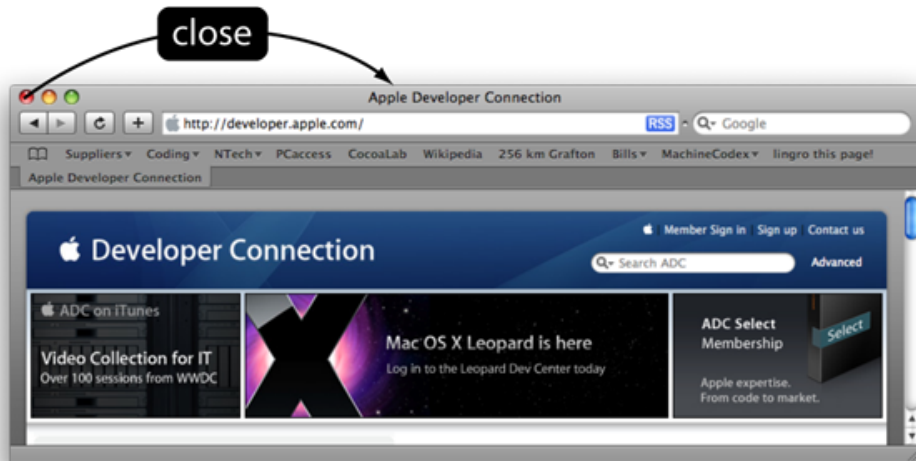 close
Apple Developer Connection
http://developer.apple.com/ RSS Google
Suppliers Coding NTech PCaccess CocoaLab Wikipedia 256 km Grafton Bills MachineCodex lingro this page!
Apple Developer Connection
Member Sign in Sign up Contact us
Developer Connection
Search ADC Advanced
ADC on iTunes
Video Collection for IT
Over 100 sessions from WWDC
Mac OS X Leopard is here
Log in to the Leopard Dev Center today
ADC Select
Membership
Select
Apple expertise.
From code to market.